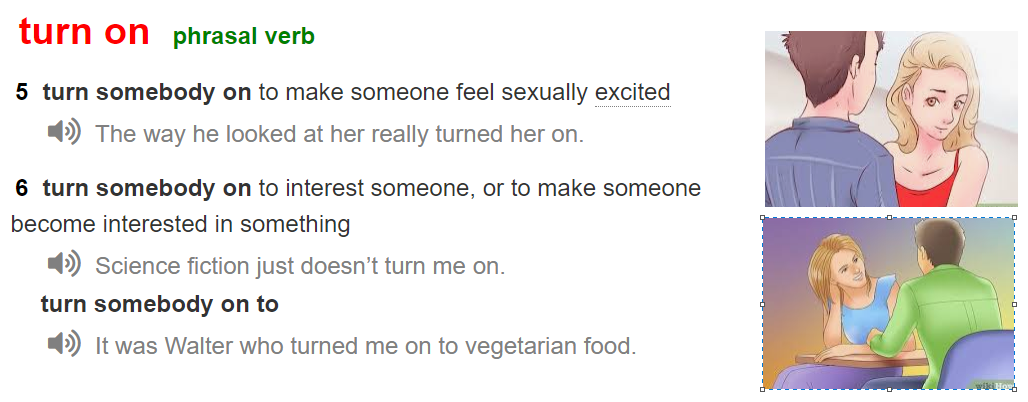 turn on phrasal verb
5 turn somebody on to make someone feel sexually excited
The way he looked at her really turned her on.
6 turn somebody on to interest someone, or to make someone
become interested in something
Science fiction just doesn’t turn me on.
turn somebody on to
It was Walter who turned me on to vegetarian food.
wikiHow